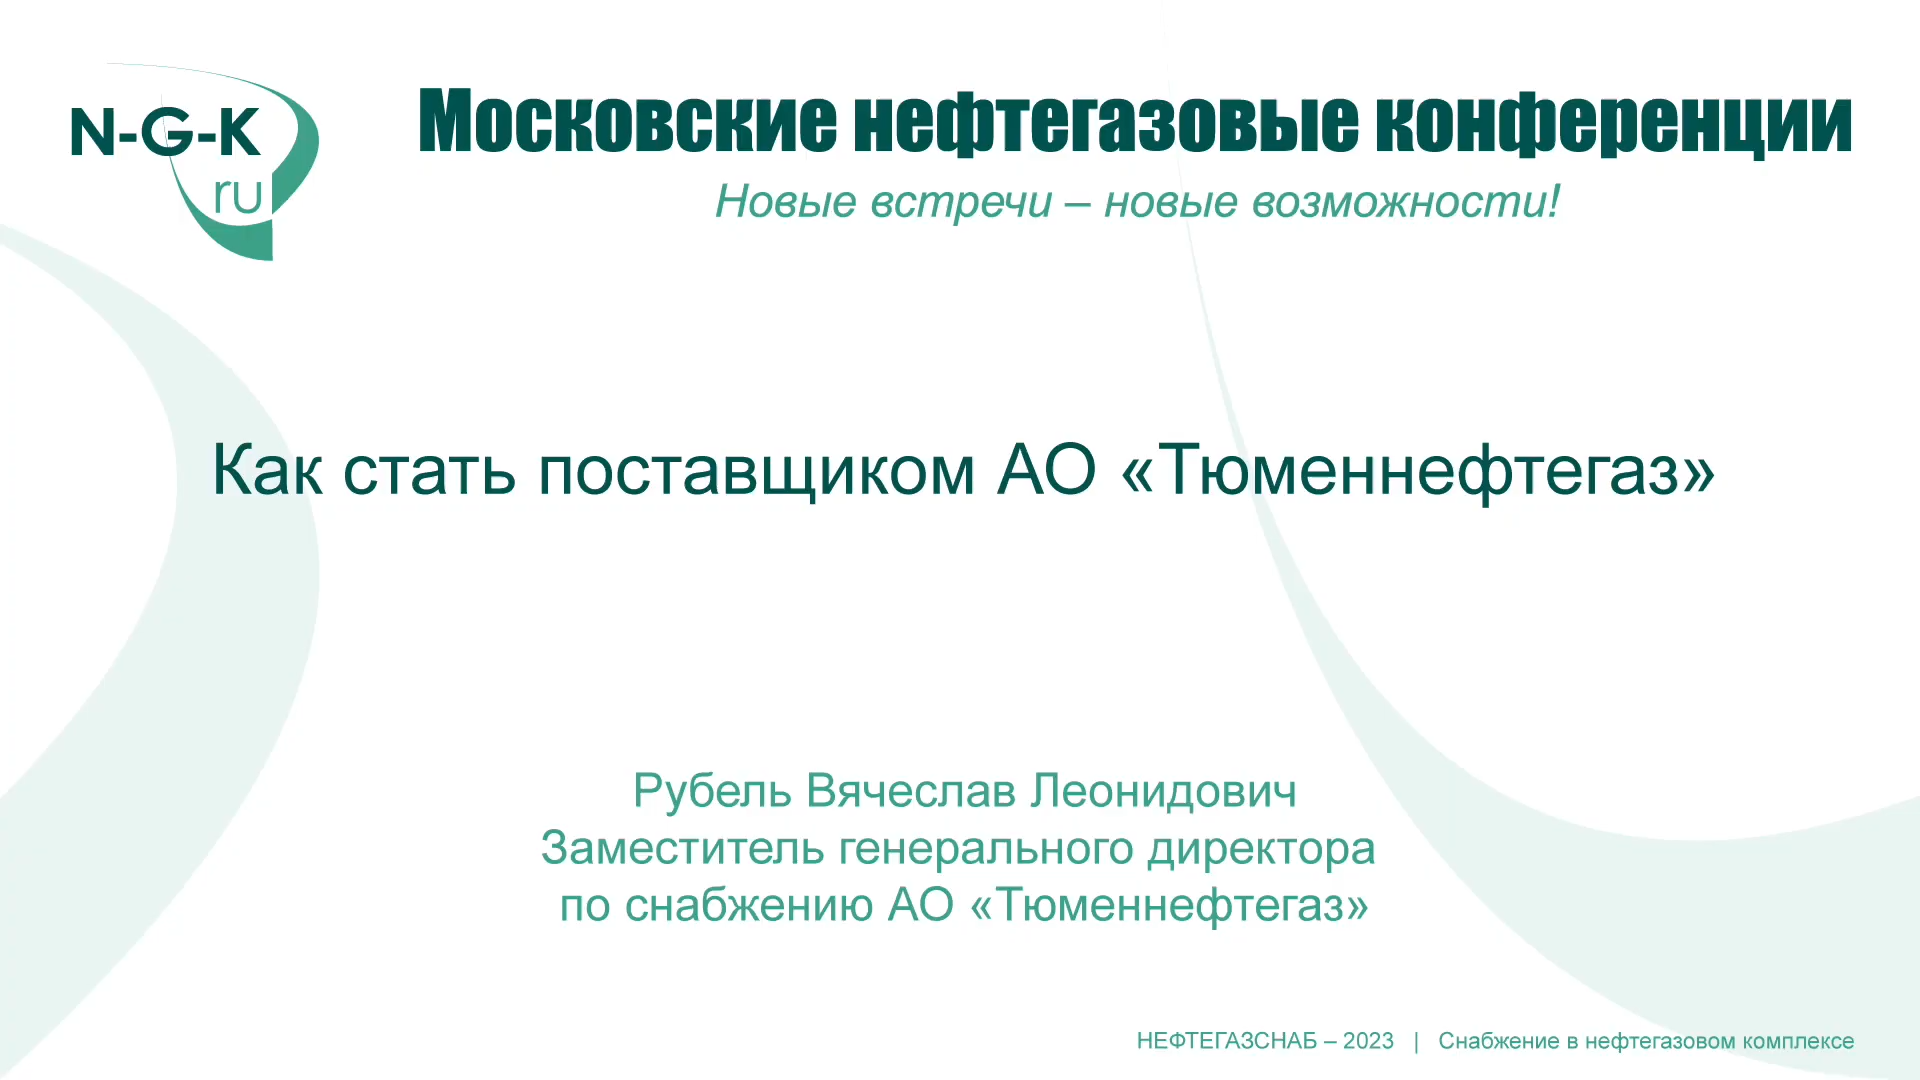 N-G-K
ru
Московские нефтегазовые конференции
Новые встречи – новые возможности!
Как стать поставщиком АО «Тюменнефтегаз»
Рубель Вячеслав Леонидович
Заместитель генерального директора
по снабжению АО «Тюменнефтегаз»
НЕФТЕГАЗСНАБ – 2023 | Снабжение в нефтегазовом комплексе